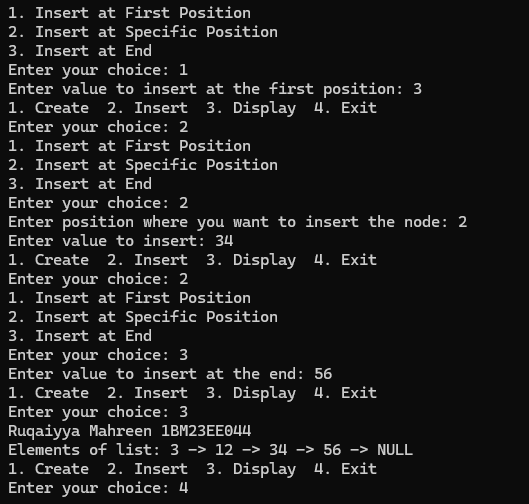 1. Insert at First Position
2. Insert at Specific Position
3. Insert at End
Enter your choice: 1
Enter value to insert at the first position: 3
1. Create  2. Insert  3. Display  4. Exit
Enter your choice: 2
1. Insert at First Position
2. Insert at Specific Position
3. Insert at End
Enter your choice: 2
Enter position where you want to insert the node: 2
Enter value to insert: 34
1. Create  2. Insert  3. Display  4. Exit
Enter your choice: 2
1. Insert at First Position
2. Insert at Specific Position
3. Insert at End
Enter your choice: 3
Enter value to insert at the end: 56
1. Create  2. Insert  3. Display  4. Exit
Enter your choice: 3
Ruqaiyya Mahreen 1BM23EE044
Elements of list: 3 -> 12 -> 34 -> 56 -> NULL
1. Create  2. Insert  3. Display  4. Exit
Enter your choice: 4